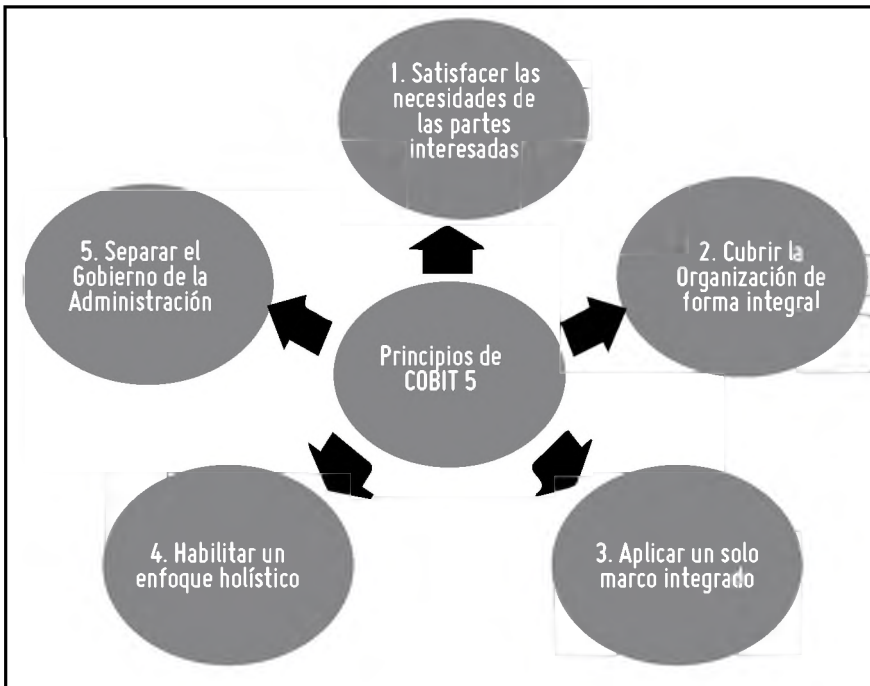 1. Satisfacer las
necesidades de
las partes
interesadas
2. Cubrir la
Organización de
forma integral
3. Aplicar un solo
marco integrado
4. Habilitar un
enfoque holístico
5. Separar el
Gobierno de la
Administración
Principios de
COBIT 5